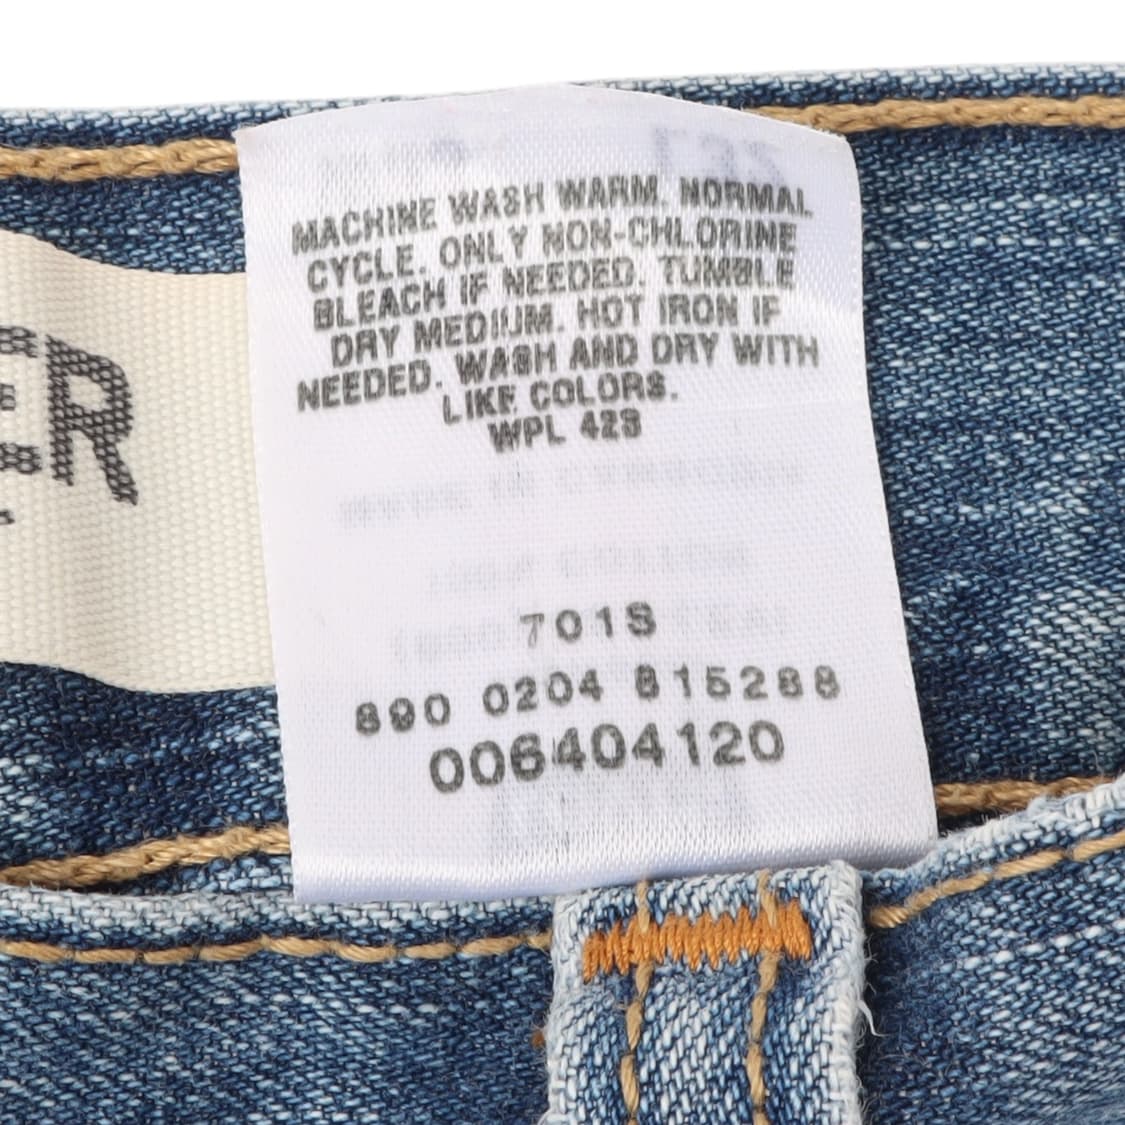 ER
MACHINE WASH WARM. NORMAL
CYCLE. ONLY NON-CHLORINE
BLEACH IF NEEDED. TUMBLE
DRY MEDIUM. HOT IRON IF
NEEDED. WASH AND DRY WITH
LIKE COLORS.
WPL 423
701S
890 0204 815288
006404120